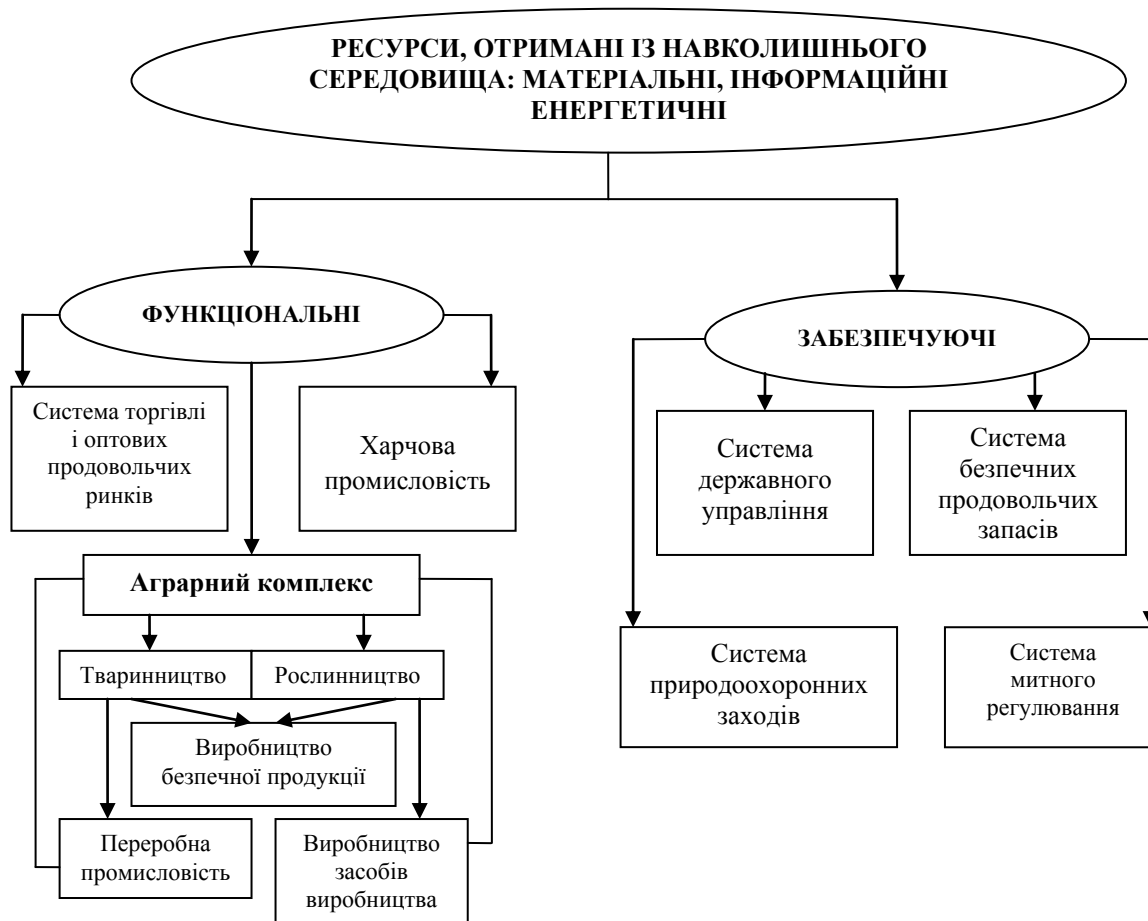 РЕСУРСИ, ОТРИМАНІ ІЗ НАВКОЛИШНЬОГО
СЕРЕДОВИЩА: МАТЕРІАЛЬНІ, ІНФОРМАЦІЙНІ
ЕНЕРГЕТИЧНІ
ФУНКЦІОНАЛЬНІ
ЗАБЕЗПЕЧУЮЧІ
Система торгівлі
і оптових
продовольчих
ринків
Харчова
промисловість
Система
державного
управління
Система
безпечних
продовольчих
запасів
Аграрний комплекс
Тваринництво
Рослинництво
Виробництво
безпечної продукції
Переробна
промисловість
Виробництво
засобів
виробництва
Система
природоохоронних
заходів
Система
митного
регулювання